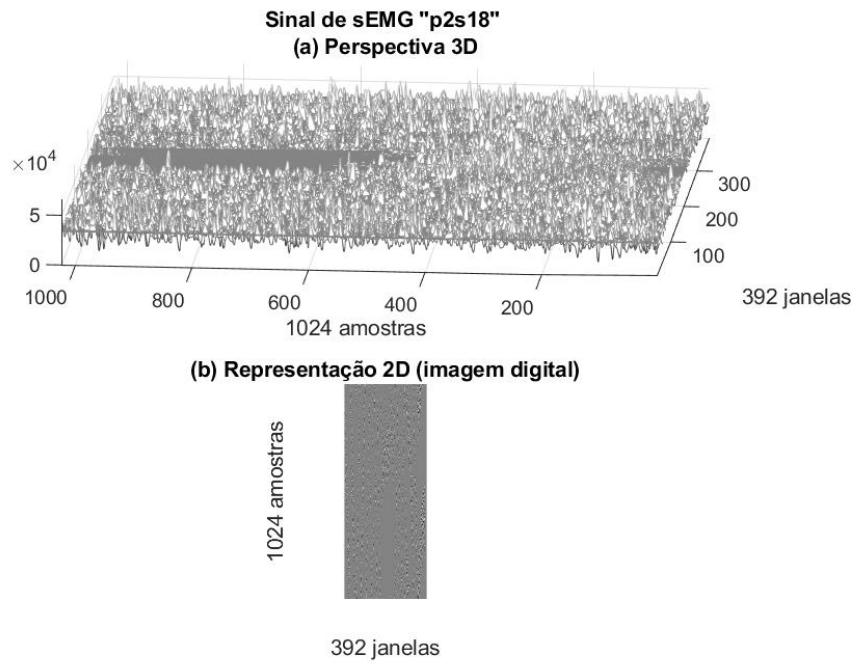 Sinal de sEMG "p2s18"
(a) Perspectiva 3D
×10⁴
5
0
1000
800
600
400
200
1024 amostras
300
200
100
392 janelas
(b) Representação 2D (imagem digital)
1024 amostras
392 janelas